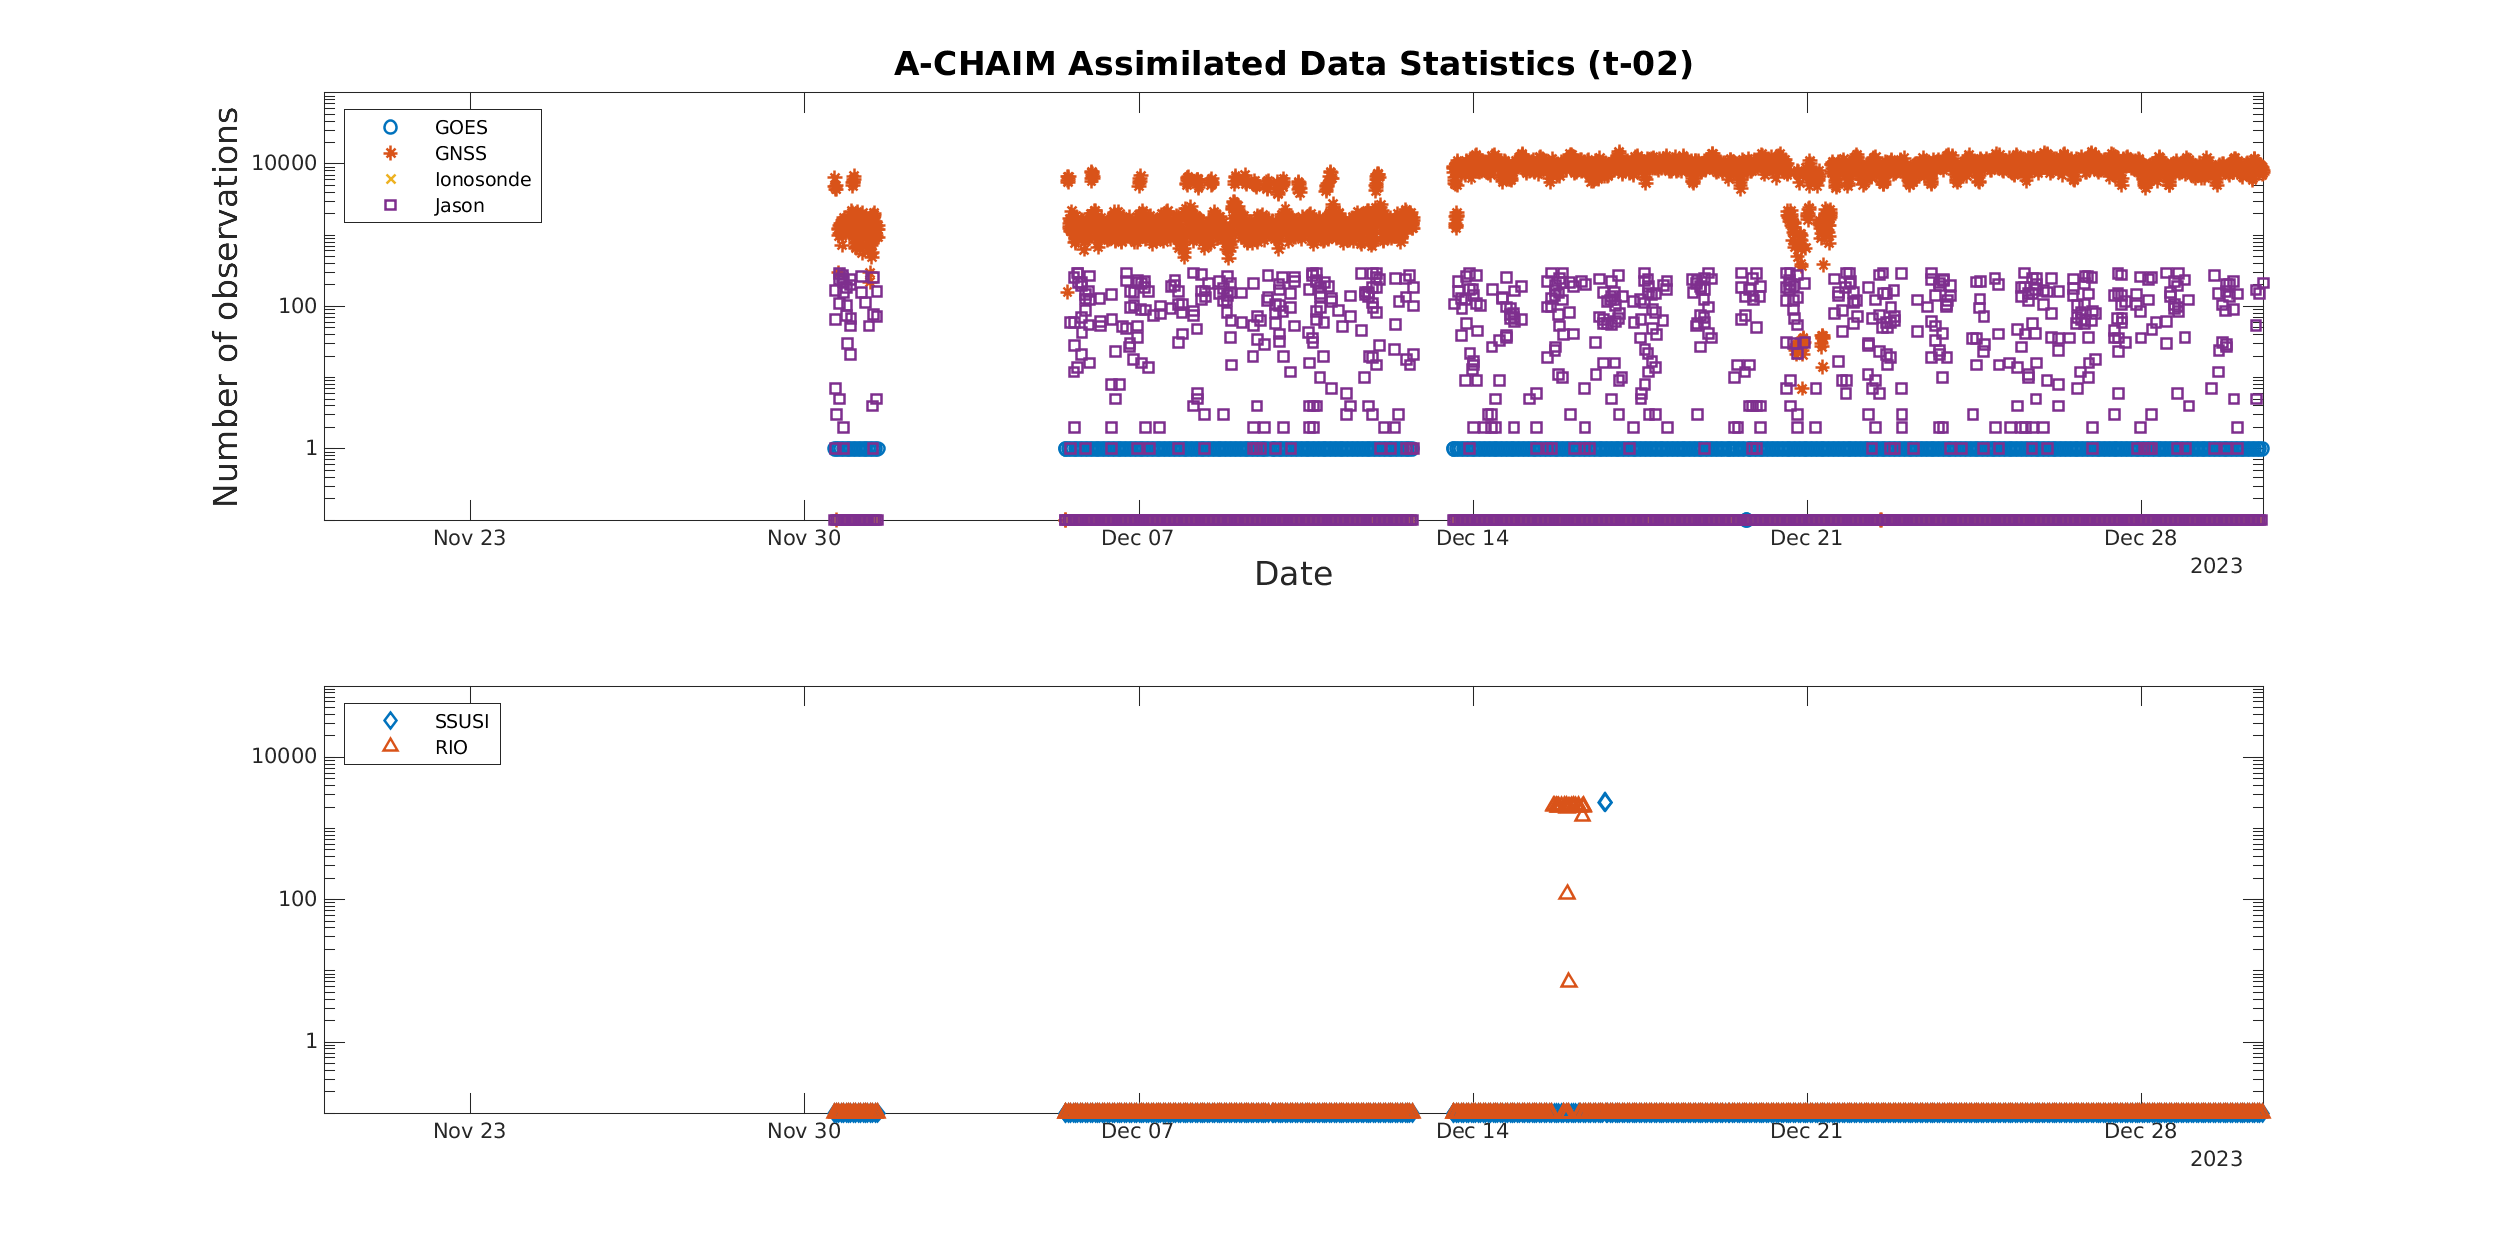 A-CHAIM Assimilated Data Statistics (t-02)
Number of observations
10000
100
1
GOES
GNSS
Ionosonde
Jason
Nov 23
Nov 30
Dec 07
Dec 14
Dec 21
Dec 28
2023
Date
10000
100
1
SSUSI
RIO
Nov 23
Nov 30
Dec 07
Dec 14
Dec 21
Dec 28
2023